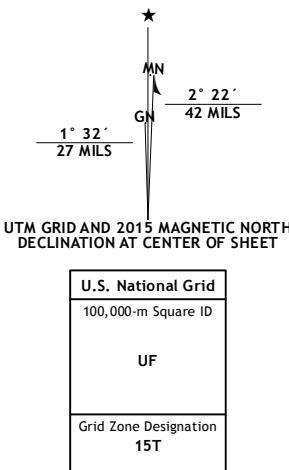 ★
MN
2° 22´
42 MILS
GN
1° 32´
27 MILS
UTM GRID AND 2015 MAGNETIC NORTH
DECLINATION AT CENTER OF SHEET
U.S. National Grid
100,000-m Square ID
UF
Grid Zone Designation
15T